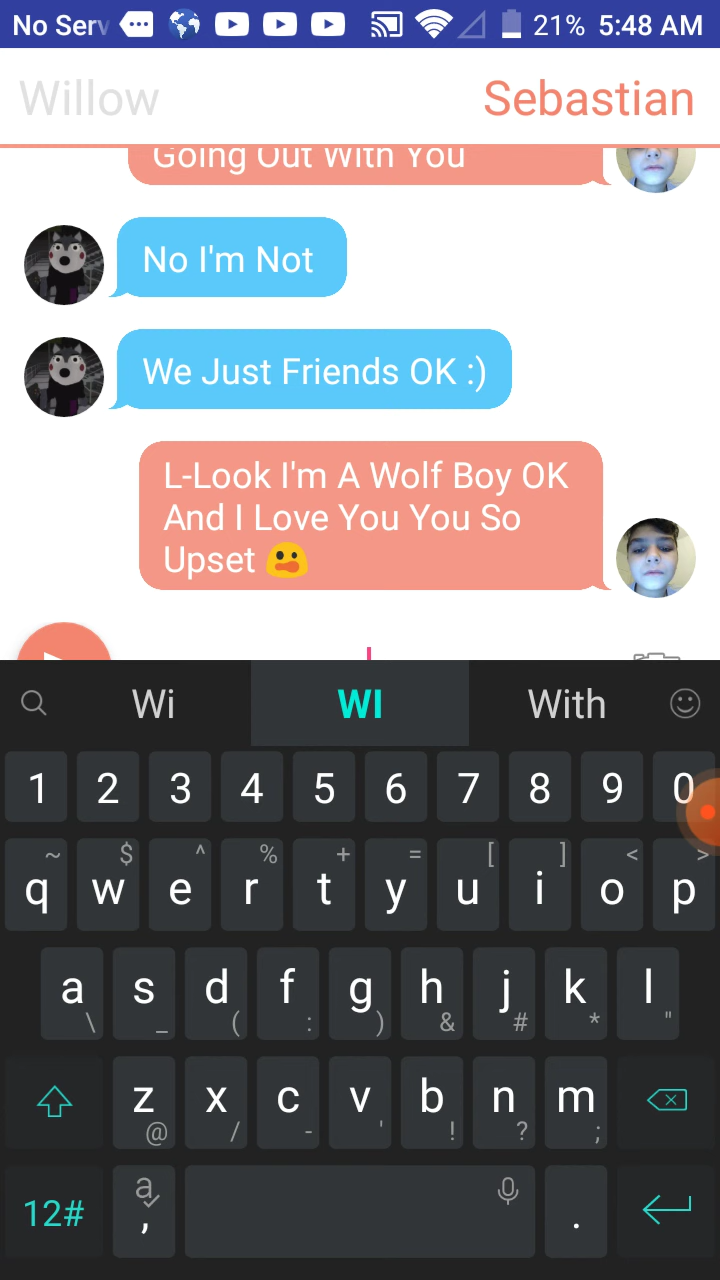 No Serv 21% 5:48 AM
Willow Sebastian
Going Out With You
No I'm Not
We Just Friends OK :)
L-Look I'm A Wolf Boy OK
And I Love You You So
Upset 😲
Wi WI With
1 2 3 4 5 6 7 8 9 0
~ $ ^ % + = [ ] < >
q w e r t y u i o p
a s d f g h j k l
\ _ ( : ) & # * "
z x c v b n m
@ / - ' ! ? ;
12# a , .